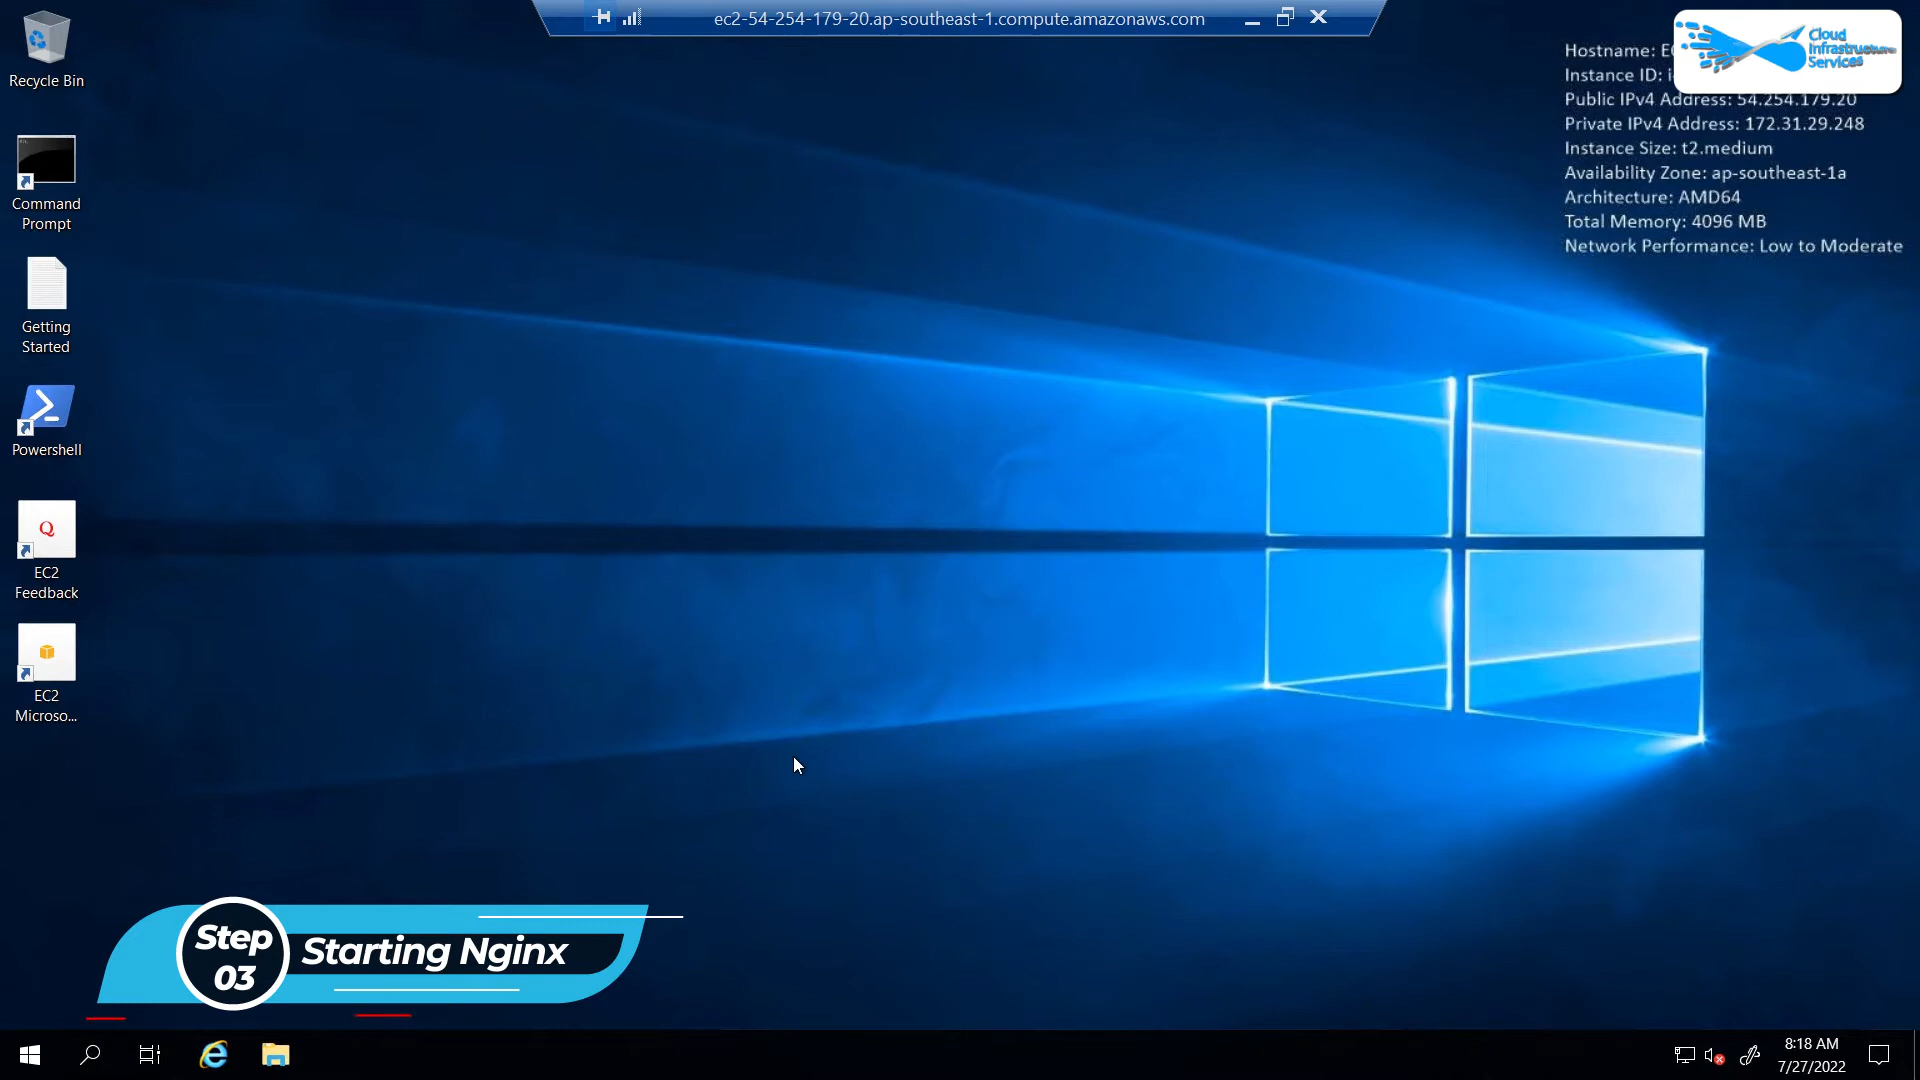 ec2-54-254-179-20.ap-southeast-1.compute.amazonaws.com
Recycle Bin
Command
Prompt
Getting
Started
Powershell
Q
EC2
Feedback
EC2
Microso...
Cloud
Infrastructure
Services
Hostname:
Instance ID:
Public IPv4 Address: 54.254.179.20
Private IPv4 Address: 172.31.29.248
Instance Size: t2.medium
Availability Zone: ap-southeast-1a
Architecture: AMD64
Total Memory: 4096 MB
Network Performance: Low to Moderate
Step
03
Starting Nginx
8:18 AM
7/27/2022